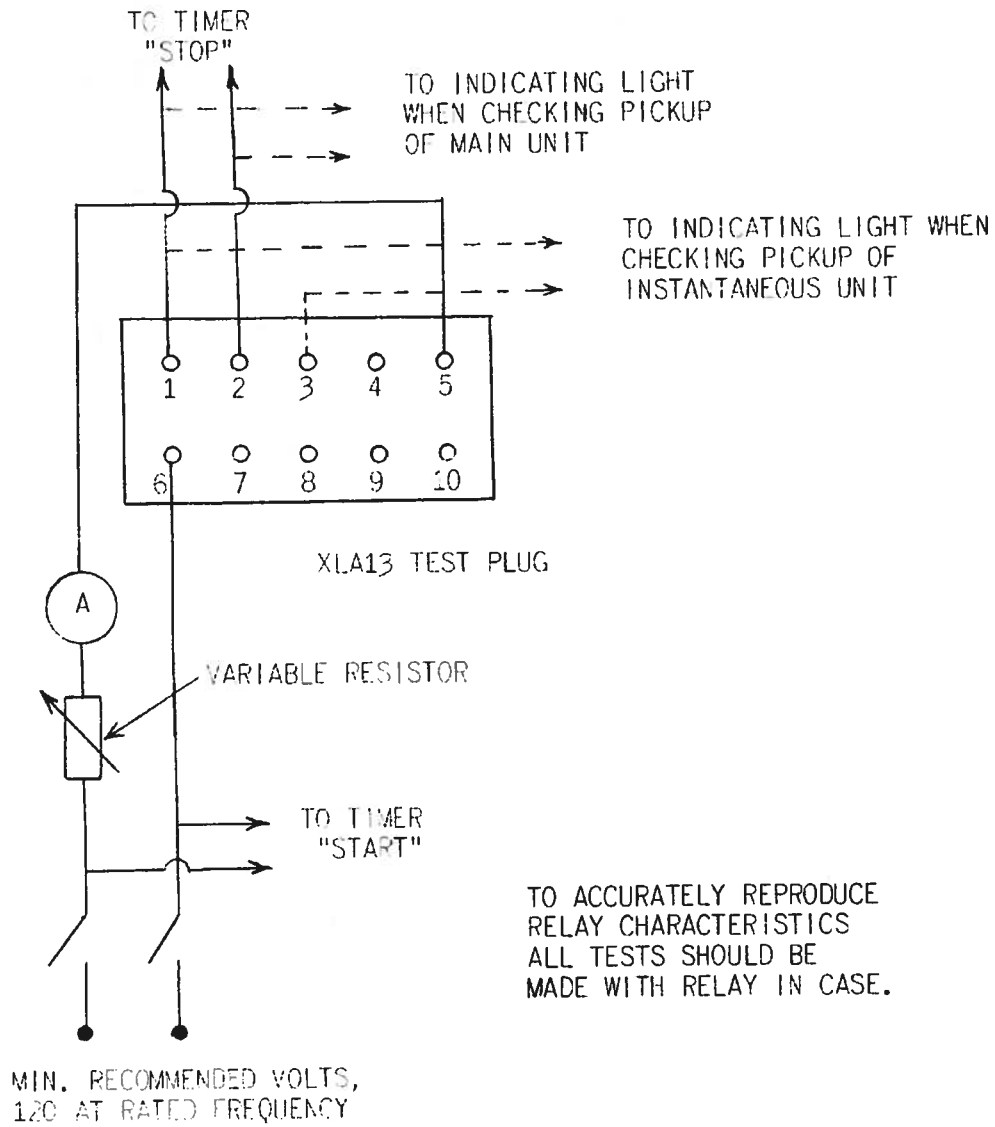 TO TIMER
"STOP"
TO INDICATING LIGHT
WHEN CHECKING PICKUP
OF MAIN UNIT
TO INDICATING LIGHT WHEN
CHECKING PICKUP OF
INSTANTANEOUS UNIT
1 2 3 4 5
6 7 8 9 10
XLA13 TEST PLUG
A
VARIABLE RESISTOR
TO TIMER
"START"
TO ACCURATELY REPRODUCE
RELAY CHARACTERISTICS
ALL TESTS SHOULD BE
MADE WITH RELAY IN CASE.
MIN. RECOMMENDED VOLTS,
120 AT RATED FREQUENCY